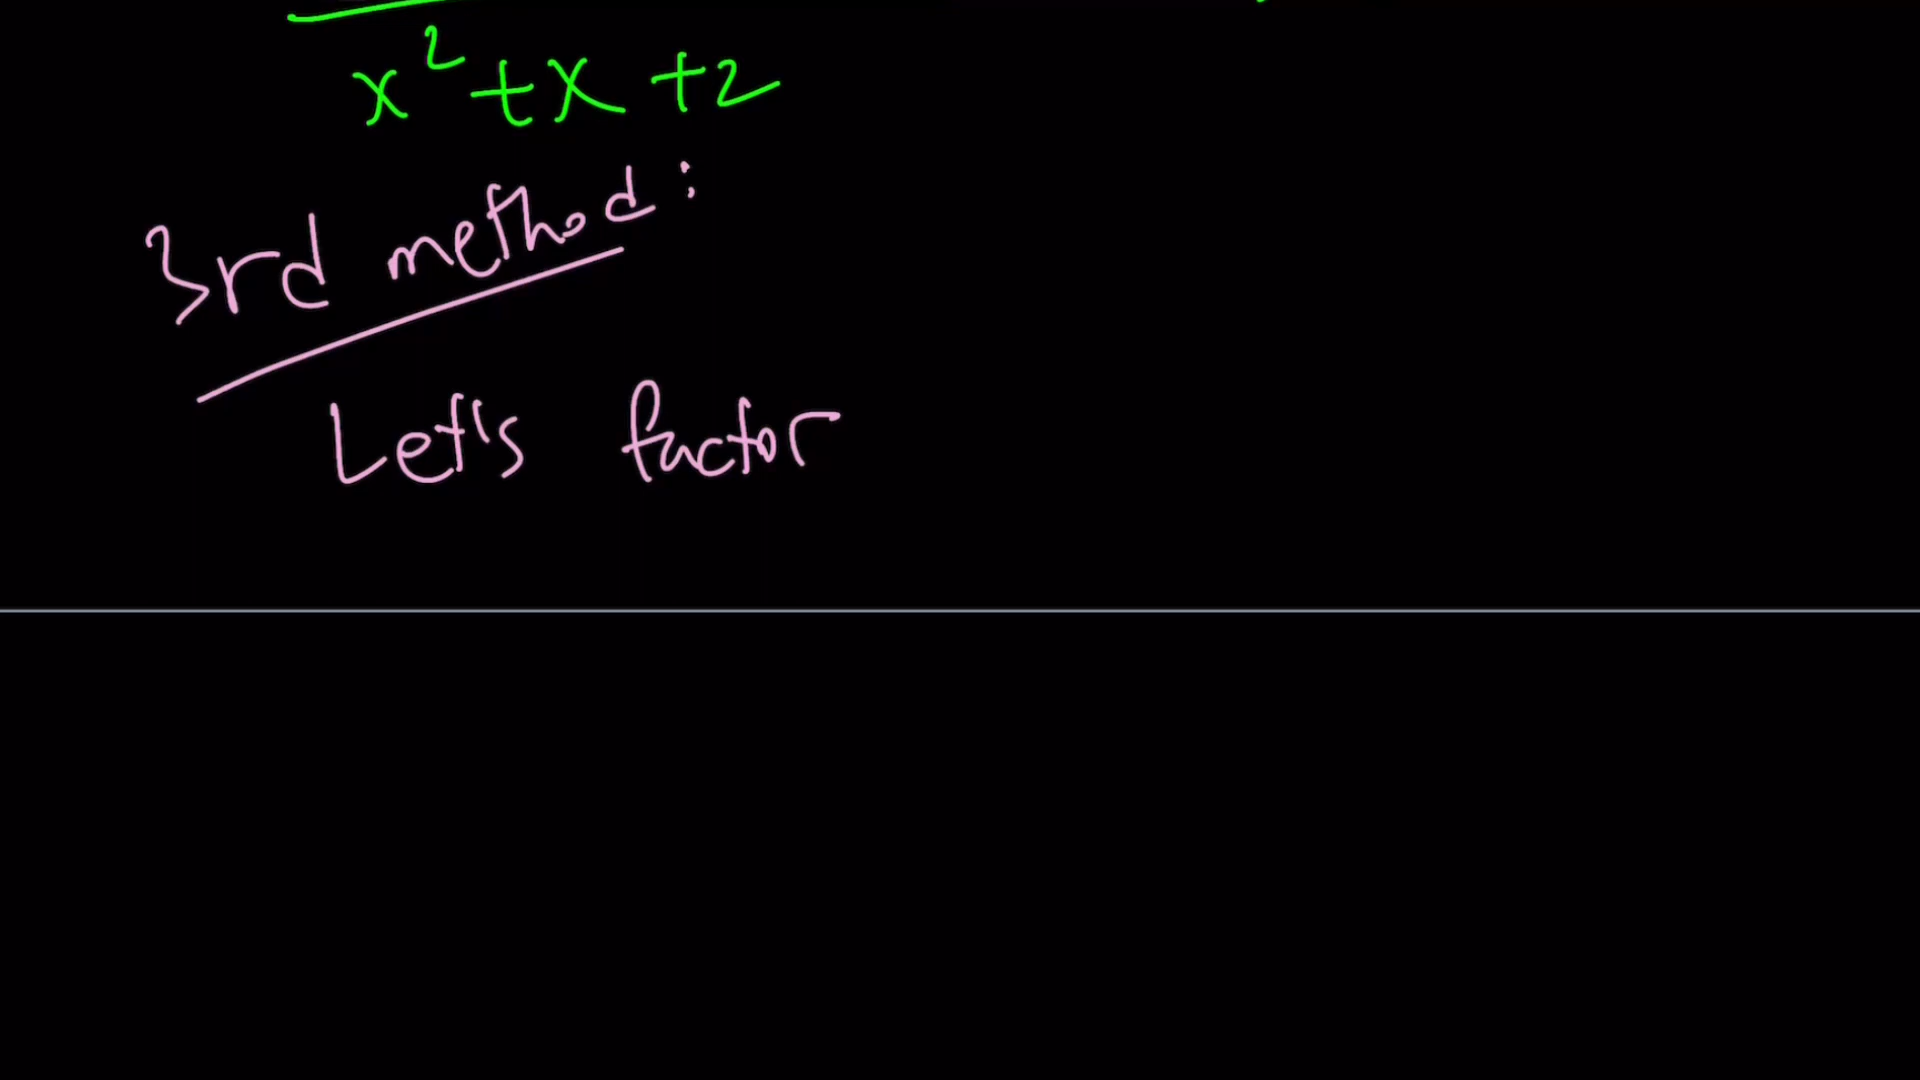 x² + x + 2
3rd method:
Let's factor